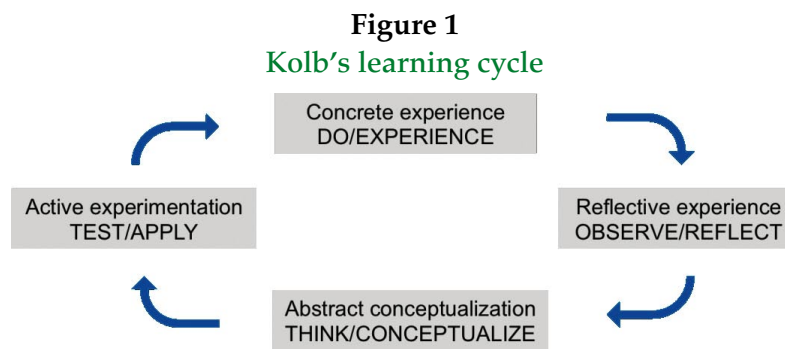 Figure 1
Kolb's learning cycle
Concrete experience
DO/EXPERIENCE
Active experimentation
TEST/APPLY
Reflective experience
OBSERVE/REFLECT
Abstract conceptualization
THINK/CONCEPTUALIZE